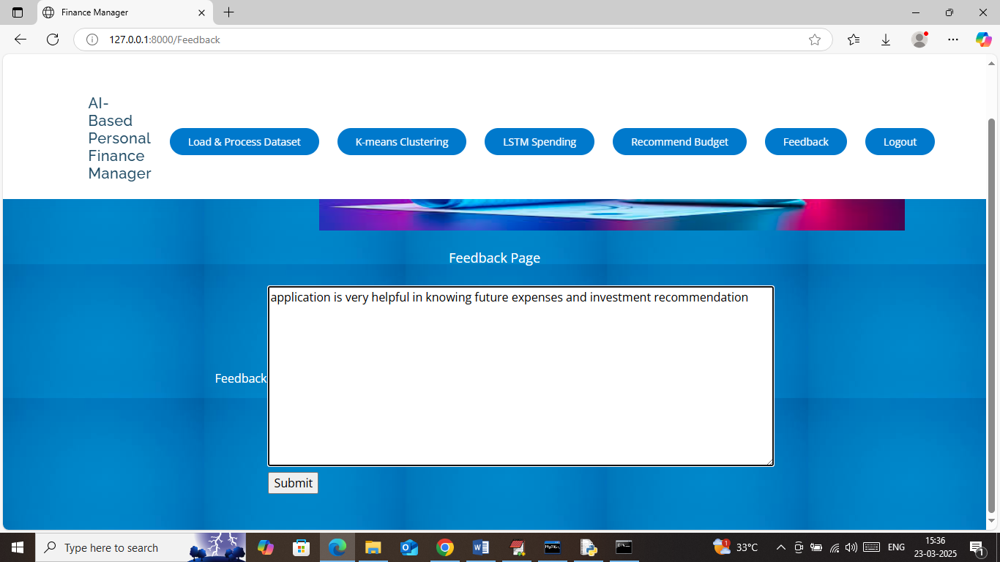 Finance Manager
127.0.0.1:8000/Feedback
AI-
Based
Personal
Finance
Manager
Load & Process Dataset
K-means Clustering
LSTM Spending
Recommend Budget
Feedback
Logout
Feedback Page
application is very helpful in knowing future expenses and investment recommendation
Feedback
Submit
Type here to search
1
33°C
ENG
15:36
23-03-2025
1